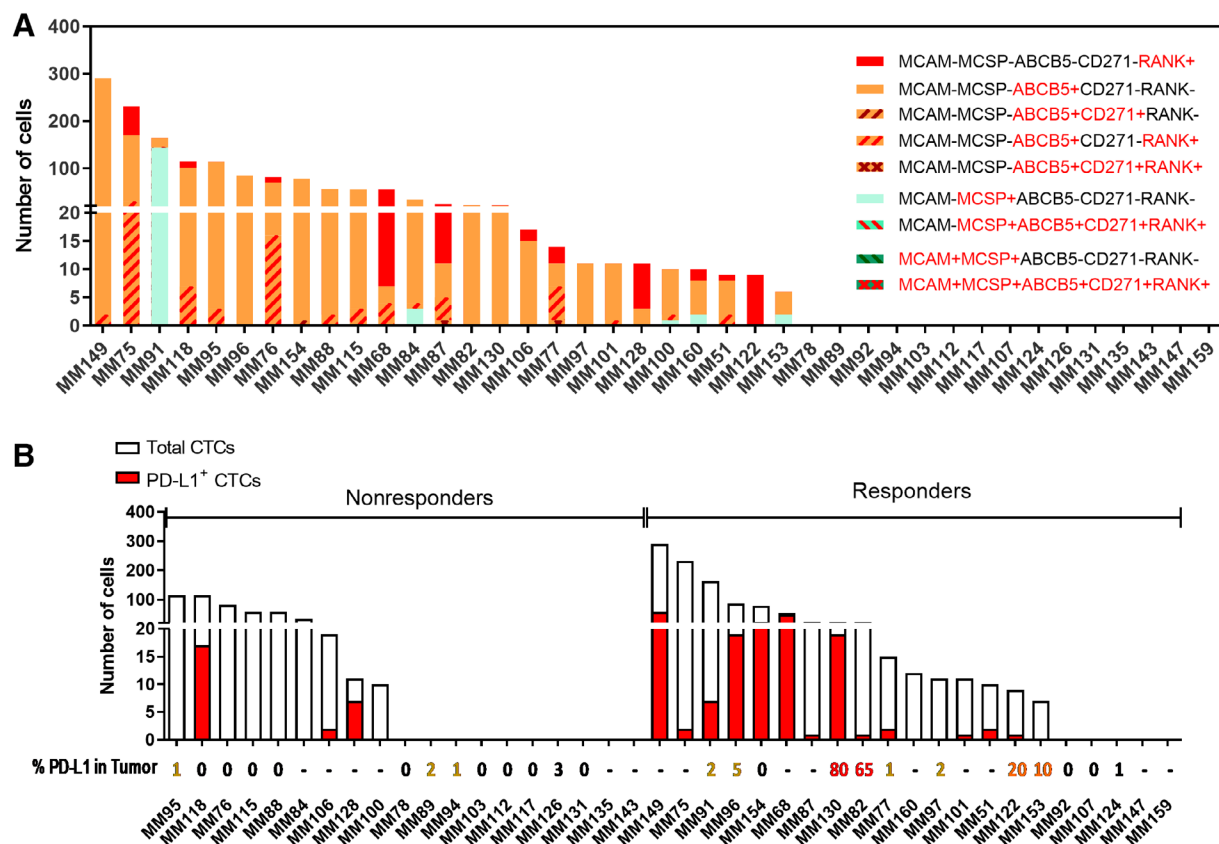 A
Number of cells
400
300
200
100
20
15
10
5
0
MCAM-MCSP-ABCB5-CD271-RANK+
MCAM-MCSP-ABCB5+CD271-RANK-
MCAM-MCSP-ABCB5+CD271+RANK-
MCAM-MCSP-ABCB5+CD271-RANK+
MCAM-MCSP-ABCB5+CD271+RANK+
MCAM-MCSP+ABCB5-CD271-RANK-
MCAM-MCSP+ABCB5+CD271+RANK+
MCAM+MCSP+ABCB5-CD271-RANK-
MCAM+MCSP+ABCB5+CD271+RANK+
MM149 MM75 MM91 MM118 MM95 MM96 MM76 MM154 MM88 MM115 MM68 MM84 MM87 MM82 MM130 MM106 MM77 MM97 MM101 MM128 MM100 MM160 MM51 MM122 MM153 MM78 MM89 MM92 MM94 MM103 MM112 MM117 MM107 MM124 MM126 MM131 MM135 MM143 MM147 MM159
B
Total CTCs
PD-L1+ CTCs
Nonresponders
Responders
Number of cells
400
300
200
100
20
15
10
5
0
% PD-L1 in Tumor 1 0 0 0 0 - - - - 0 2 1 0 0 0 3 0 - - - - 2 5 0 - - 80 65 1 - 2 - - 20 10 0 0 1 - -
MM95 MM118 MM76 MM115 MM88 MM84 MM106 MM128 MM100 MM78 MM89 MM94 MM103 MM112 MM117 MM126 MM131 MM135 MM143 MM149 MM75 MM91 MM96 MM154 MM68 MM87 MM130 MM82 MM77 MM160 MM97 MM101 MM51 MM122 MM153 MM92 MM107 MM124 MM147 MM159